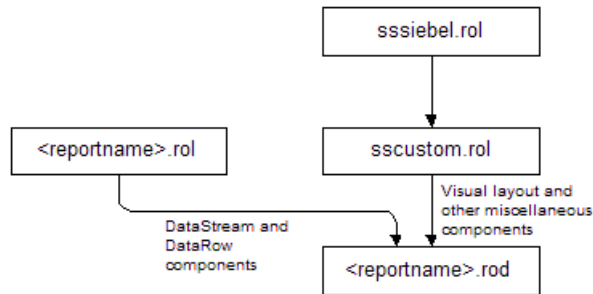 sssiebel.rol
<reportname>.rol
sscustom.rol
Visual layout and
other miscellaneous
components
DataStream and
DataRow
components
<reportname>.rod